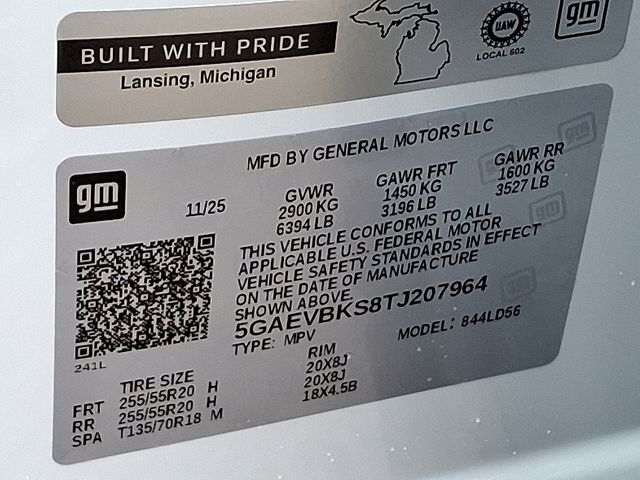 BUILT WITH PRIDE
Lansing, Michigan
UAW
LOCAL 602
gm
MFD BY GENERAL MOTORS LLC
gm
11/25
GVWR GAWR FRT GAWR RR
2900 KG 1450 KG 1600 KG
6394 LB 3196 LB 3527 LB
THIS VEHICLE CONFORMS TO ALL
APPLICABLE U.S. FEDERAL MOTOR
VEHICLE SAFETY STANDARDS IN EFFECT
ON THE DATE OF MANUFACTURE
SHOWN ABOVE.
5GAEVBKS8TJ207964
TYPE: MPV MODEL: 844LD56
241L
TIRE SIZE RIM
FRT 255/55R20 H 20X8J
RR 255/55R20 H 20X8J
SPA T135/70R18 M 18X4.5B